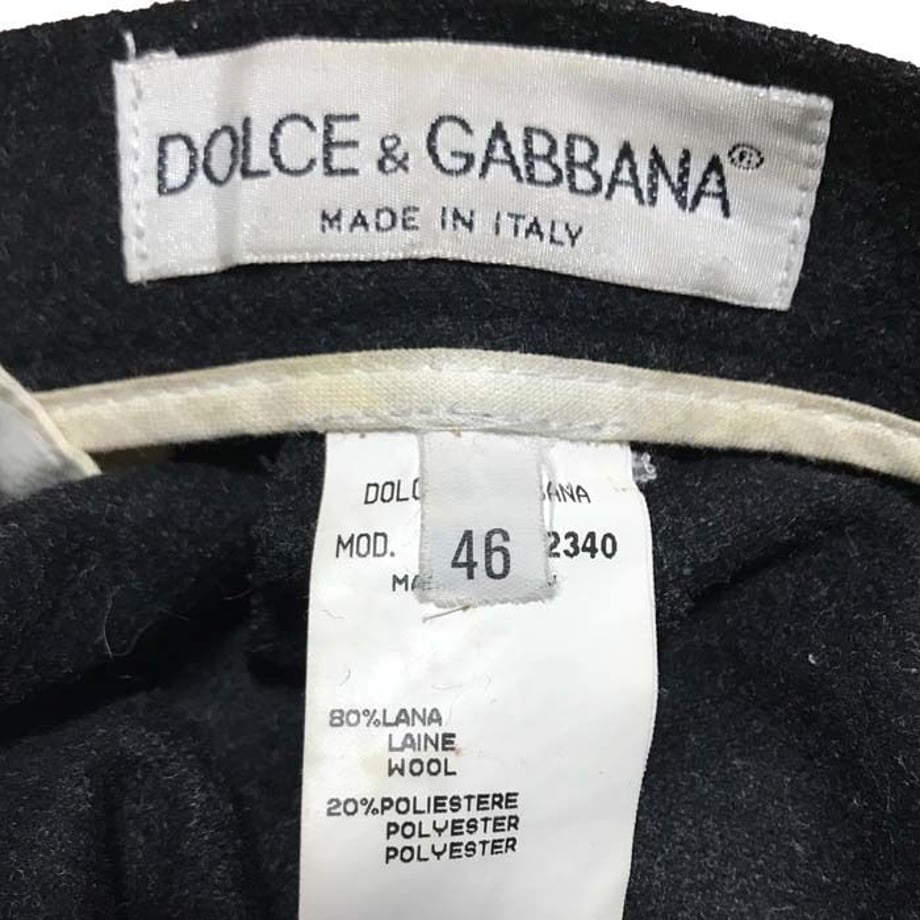 DOLCE & GABBANA®
MADE IN ITALY
MOD. 2340
46
80%LANA
LAINE
WOOL
20%POLIESTERE
POLYESTER
POLYESTER